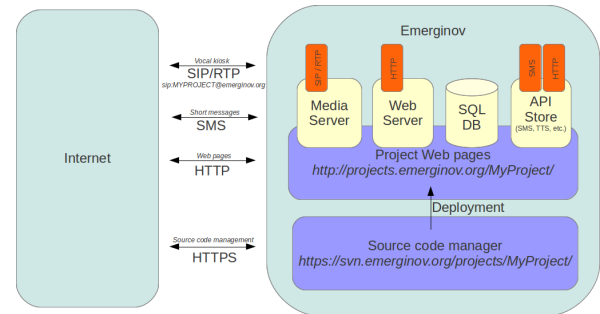 Internet
Vocal kiosk
SIP/RTP
sip:MYPROJECT@emerginov.org
Short messages
SMS
Web pages
HTTP
Source code management
HTTPS
Emerginov
SIP / RTP
HTTP
SMS
HTTP
Media
Server
Web
Server
SQL
DB
API
Store
(SMS, TTS, etc.)
Project Web pages
http://projects.emerginov.org/MyProject/
Deployment
Source code manager
https://svn.emerginov.org/projects/MyProject/